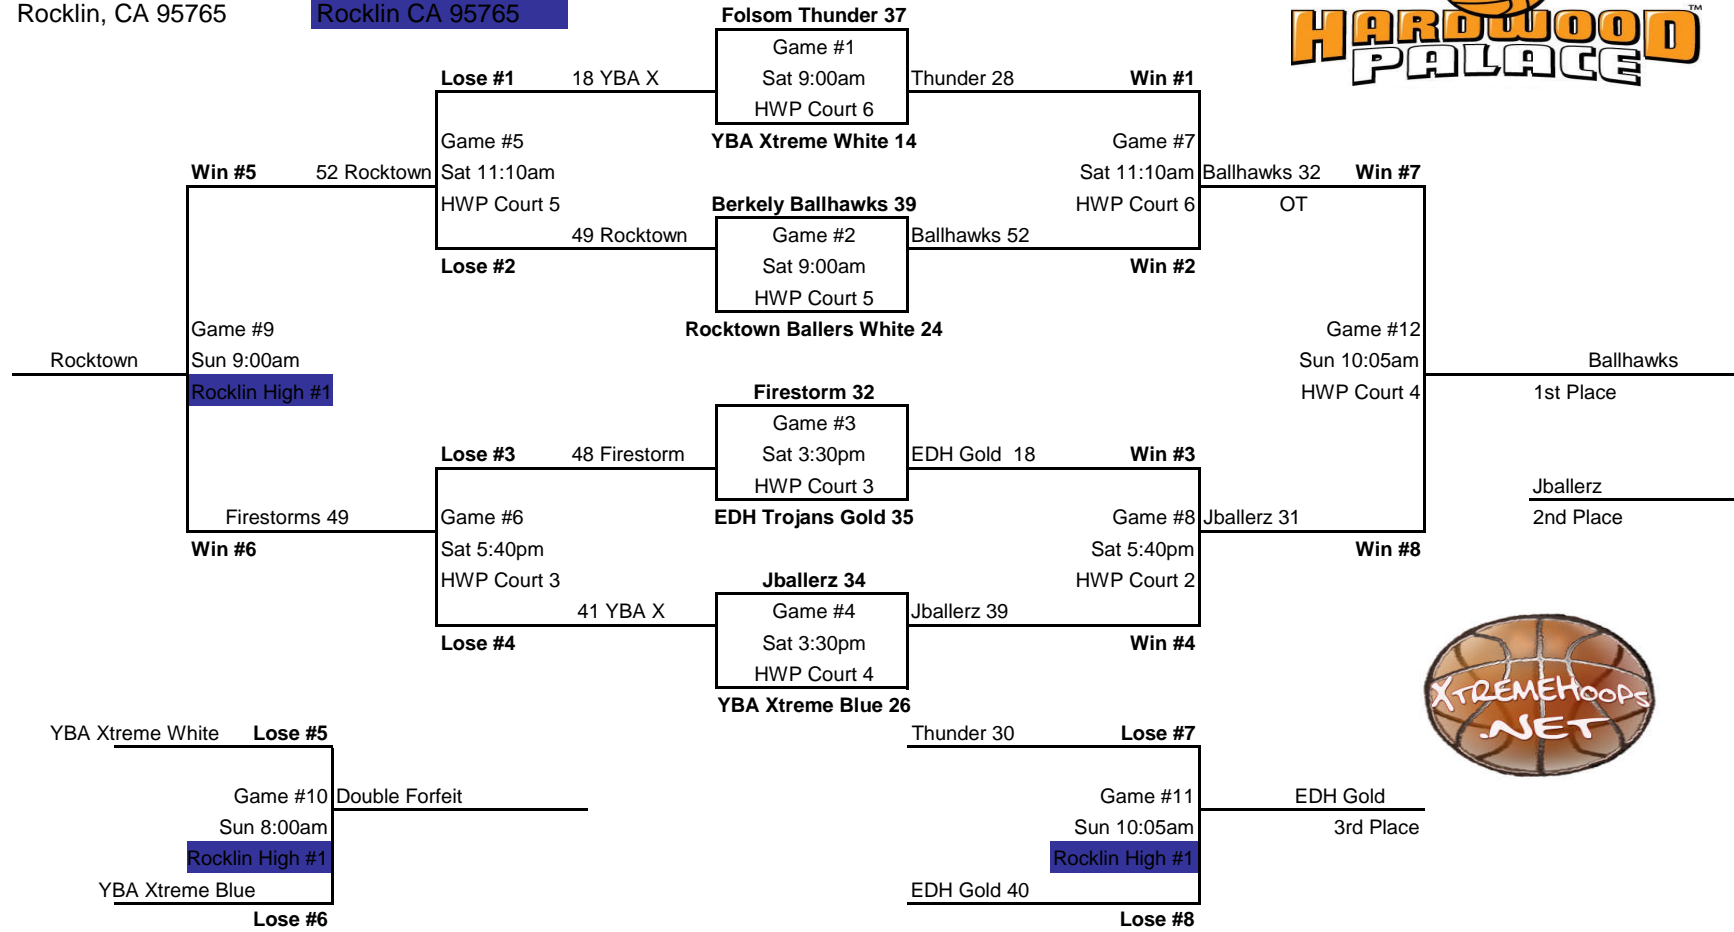 Rocklin, CA 95765
Rocklin CA 95765
HARDWOOD
PALACE
TM
Folsom Thunder 37
Game #1
Sat 9:00am
HWP Court 6
YBA Xtreme White 14
Lose #1
18 YBA X
Thunder 28
Win #1
Game #5
Sat 11:10am
HWP Court 5
Game #7
Sat 11:10am
HWP Court 6
Win #5
52 Rocktown
Ballhawks 32
Win #7
OT
Berkely Ballhawks 39
Game #2
Sat 9:00am
HWP Court 5
Rocktown Ballers White 24
49 Rocktown
Lose #2
Ballhawks 52
Win #2
Game #9
Sun 9:00am
Rocklin High #1
Rocktown
Game #12
Sun 10:05am
HWP Court 4
Ballhawks
1st Place
Firestorm 32
Game #3
Sat 3:30pm
HWP Court 3
EDH Trojans Gold 35
Lose #3
48 Firestorm
EDH Gold 18
Win #3
Jballerz
2nd Place
Firestorms 49
Win #6
Game #6
Sat 5:40pm
HWP Court 3
Game #8
Sat 5:40pm
HWP Court 2
Jballerz 31
Win #8
Jballerz 34
Game #4
Sat 3:30pm
HWP Court 4
YBA Xtreme Blue 26
41 YBA X
Lose #4
Jballerz 39
Win #4
XTREMEHOOPS
.NET
YBA Xtreme White
Lose #5
Game #10
Sun 8:00am
Rocklin High #1
Double Forfeit
YBA Xtreme Blue
Lose #6
Thunder 30
Lose #7
Game #11
Sun 10:05am
Rocklin High #1
EDH Gold
3rd Place
EDH Gold 40
Lose #8